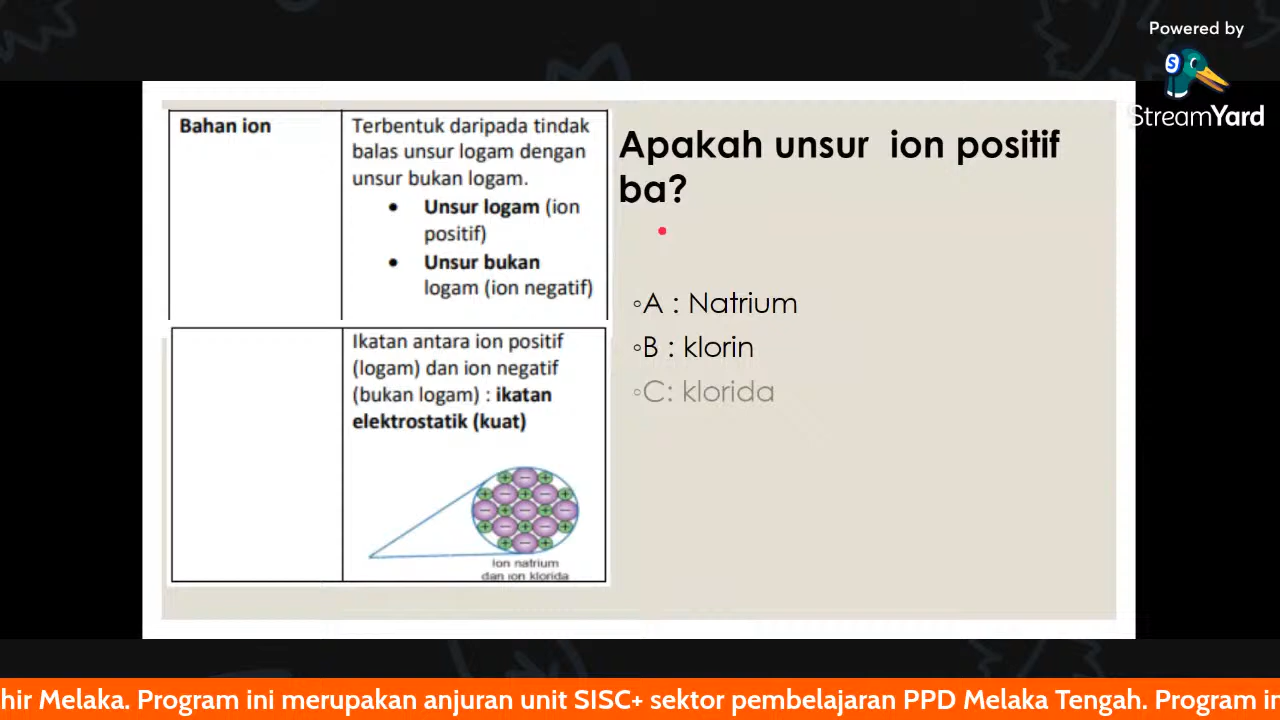 Powered by
StreamYard
Bahan ion
Terbentuk daripada tindak
balas unsur logam dengan
unsur bukan logam.
• Unsur logam (ion
positif)
• Unsur bukan
logam (ion negatif)
Ikatan antara ion positif
(logam) dan ion negatif
(bukan logam) : ikatan
elektrostatik (kuat)
ion natrium
dan ion klorida
Apakah unsur ion positif
ba?
◦A : Natrium
◦B : klorin
◦C: klorida
hir Melaka. Program ini merupakan anjuran unit SISC+ sektor pembelajaran PPD Melaka Tengah. Program in